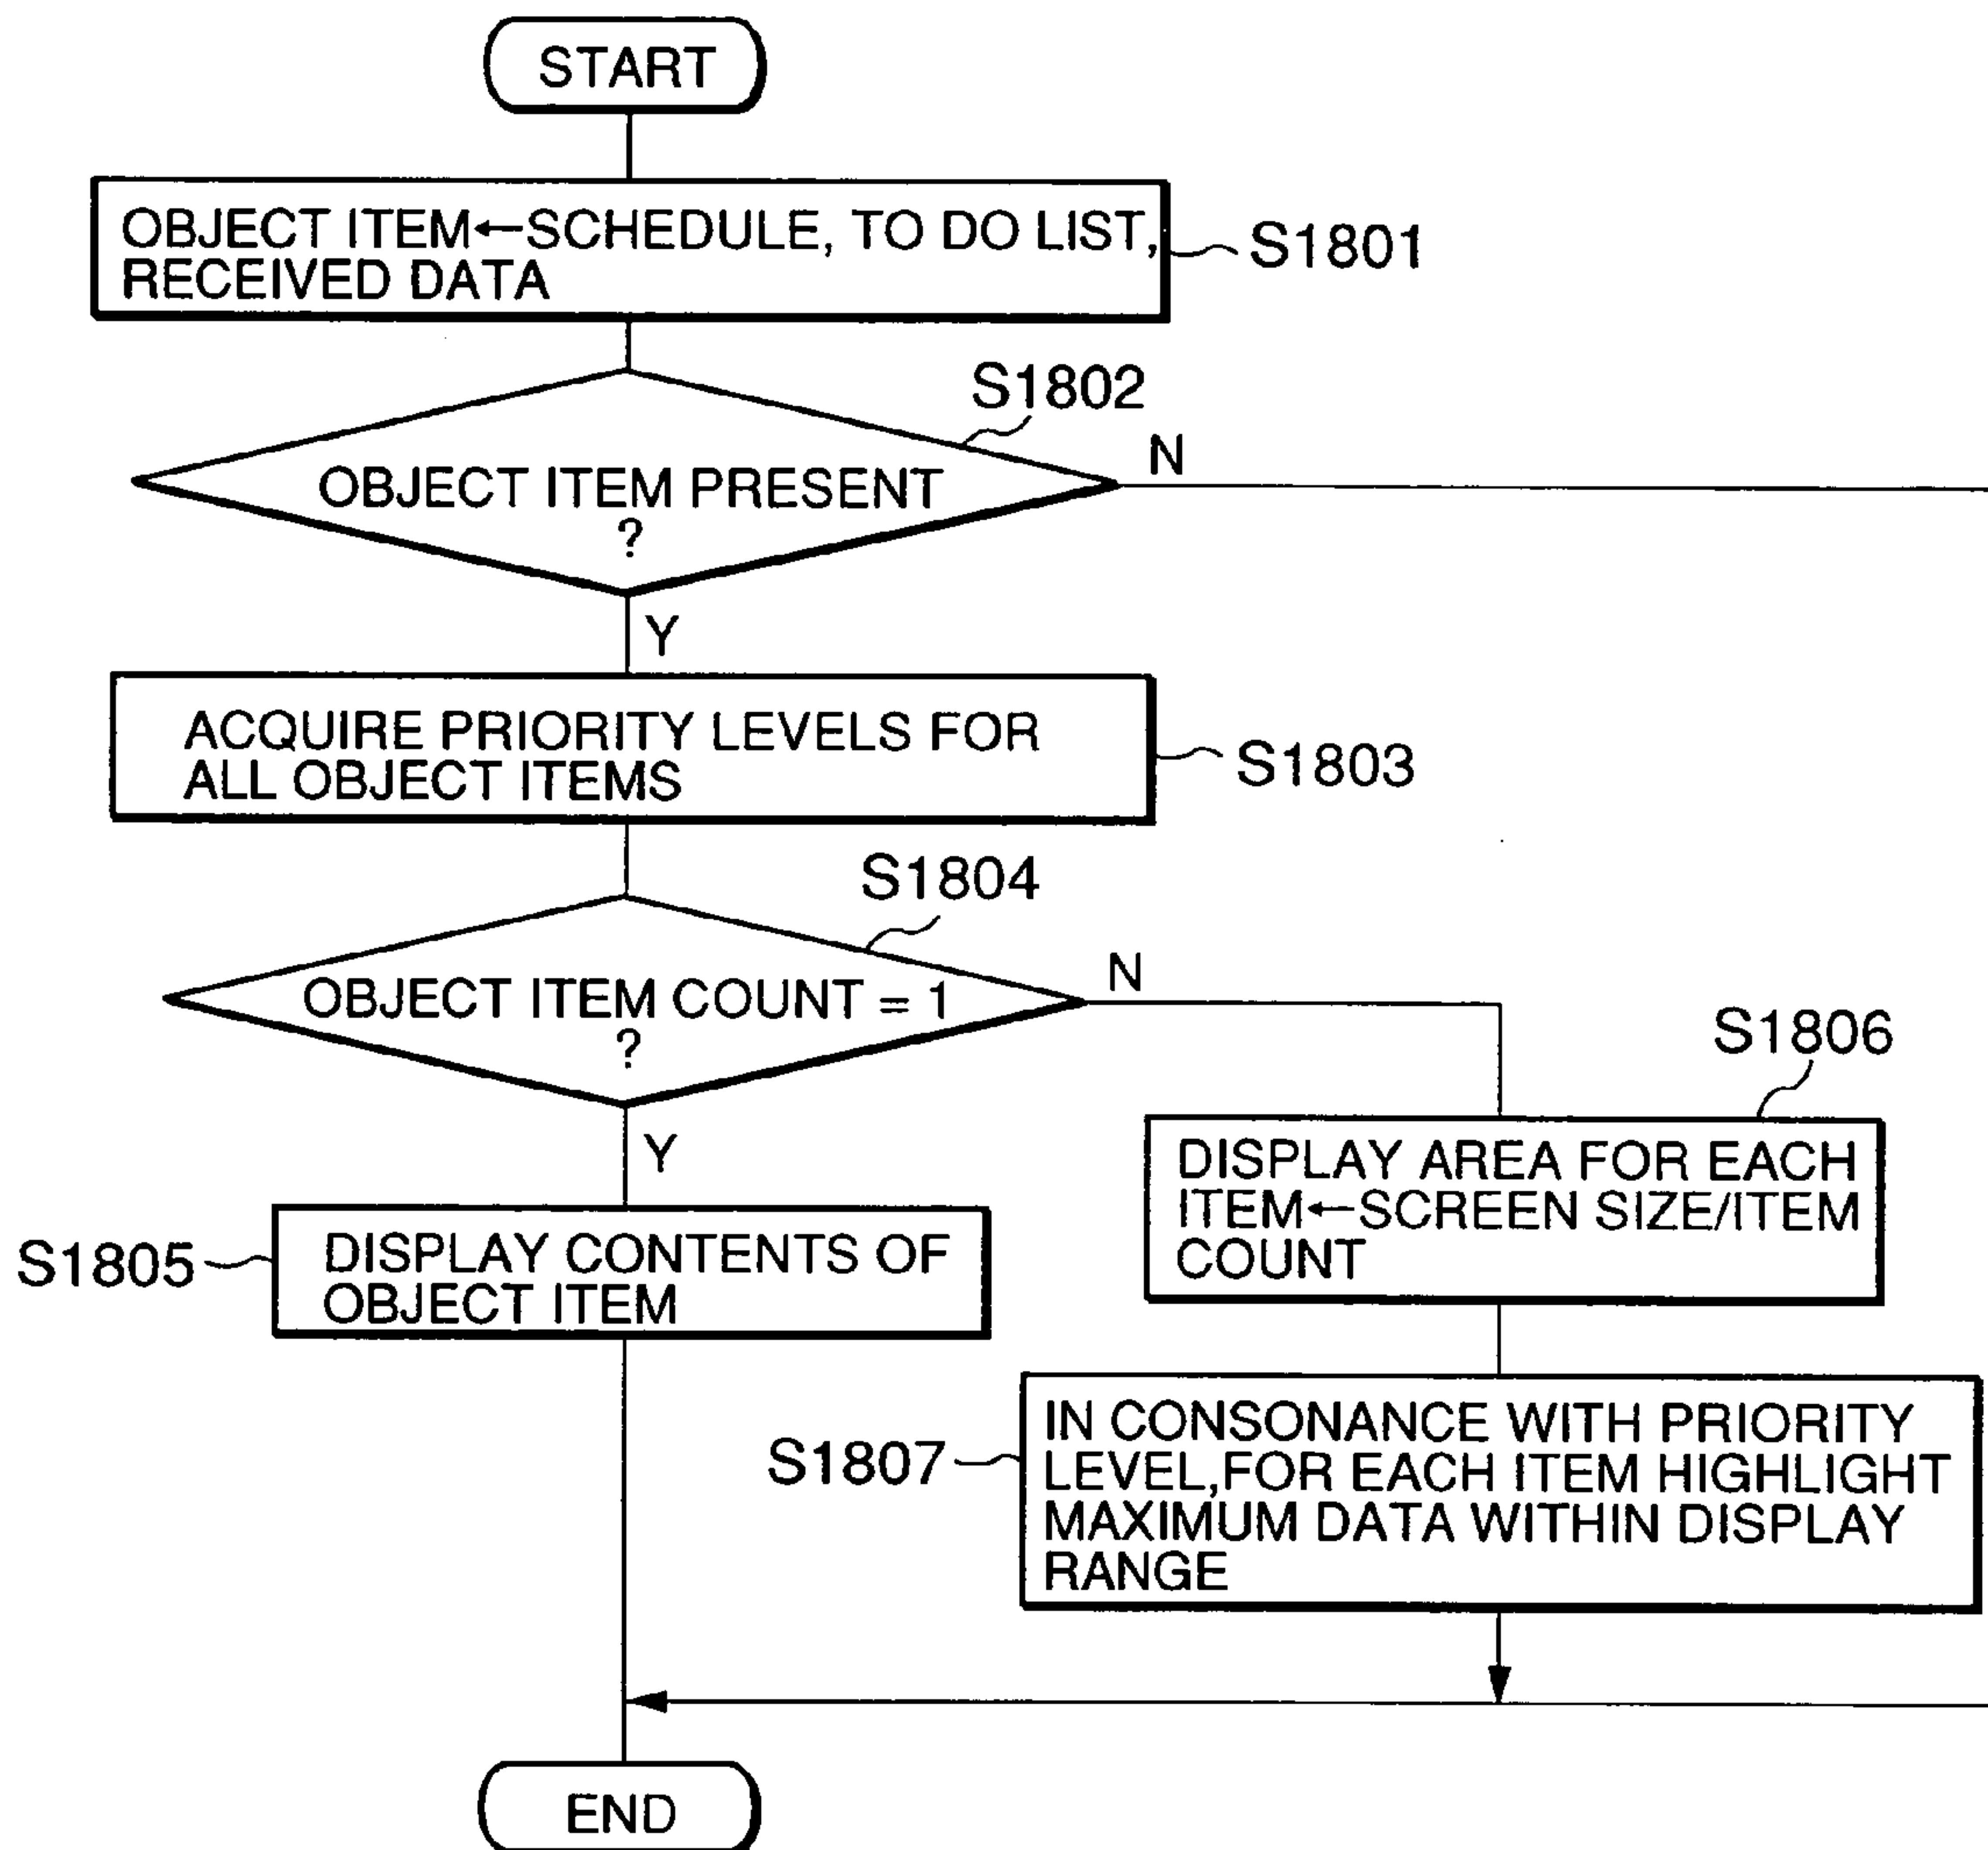 START
OBJECT ITEM←SCHEDULE, TO DO LIST,
RECEIVED DATA
S1801
S1802
OBJECT ITEM PRESENT
?
N
Y
ACQUIRE PRIORITY LEVELS FOR
ALL OBJECT ITEMS
S1803
S1804
OBJECT ITEM COUNT = 1
?
N
Y
S1805
DISPLAY CONTENTS OF
OBJECT ITEM
S1806
DISPLAY AREA FOR EACH
ITEM←SCREEN SIZE/ITEM
COUNT
S1807
IN CONSONANCE WITH PRIORITY
LEVEL,FOR EACH ITEM HIGHLIGHT
MAXIMUM DATA WITHIN DISPLAY
RANGE
END